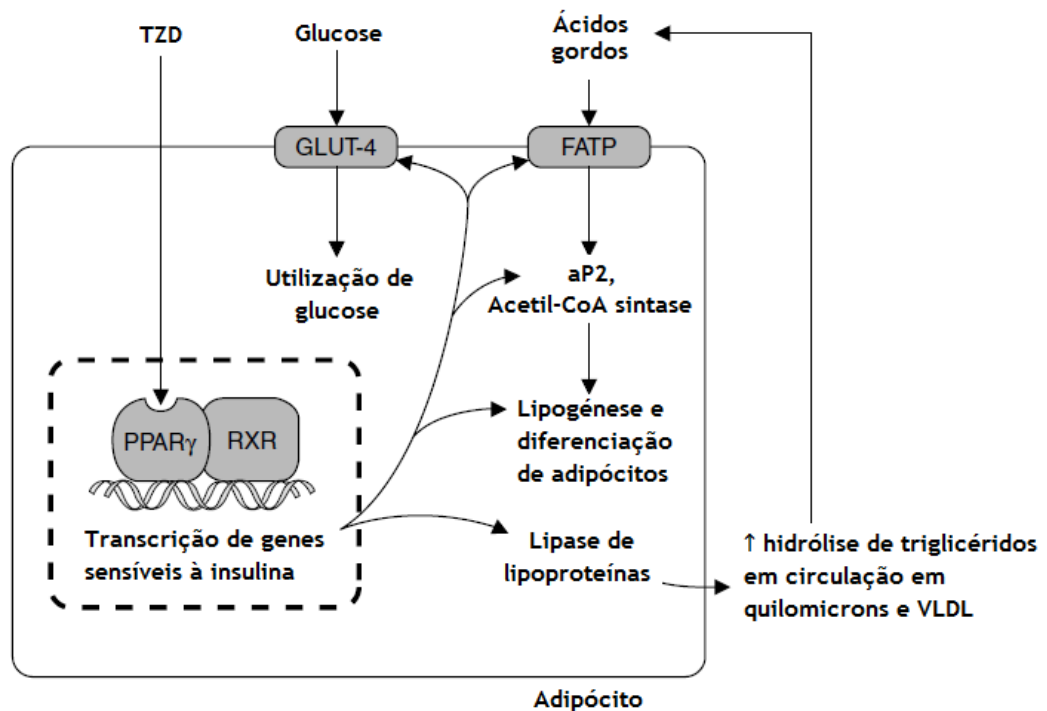 TZD
Glucose
Ácidos
gordos
GLUT-4
FATP
Utilização de
glucose
aP2,
Acetil-CoA sintase
PPARγ
RXR
Lipogénese e
diferenciação
de adipócitos
Transcrição de genes
sensíveis à insulina
Lipase de
lipoproteínas
↑ hidrólise de triglicéridos
em circulação em
quilomicrons e VLDL
Adipócito